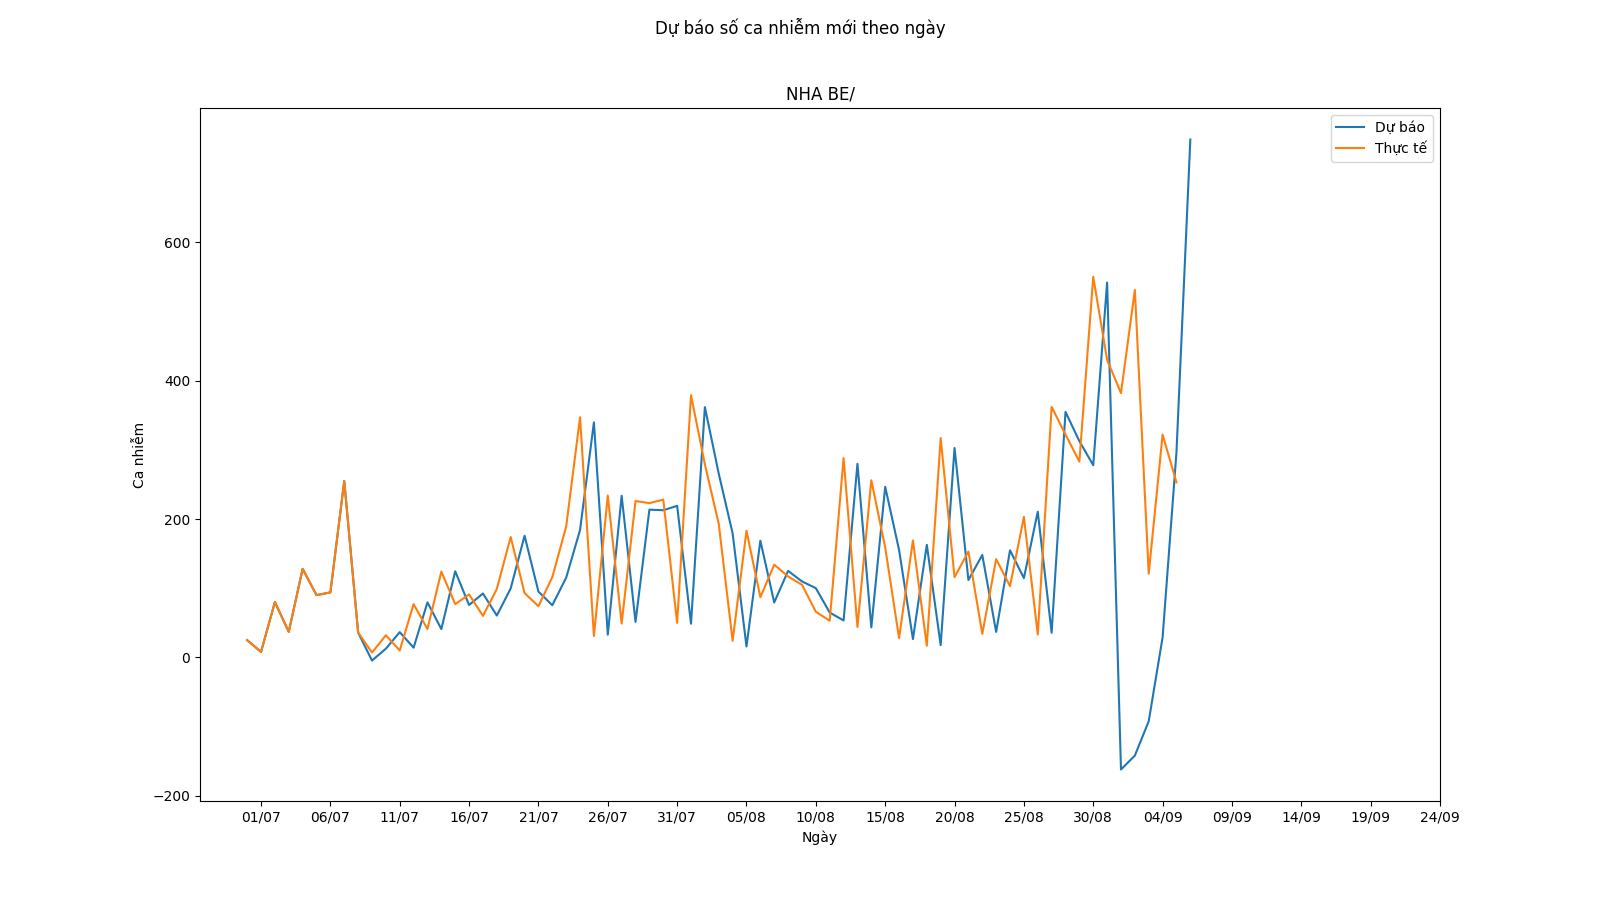 Dự báo số ca nhiễm mới theo ngày
NHA BE/
Dự báo
Thực tế
Ca nhiễm
600
400
200
0
−200
01/07 06/07 11/07 16/07 21/07 26/07 31/07 05/08 10/08 15/08 20/08 25/08 30/08 04/09 09/09 14/09 19/09 24/09
Ngày